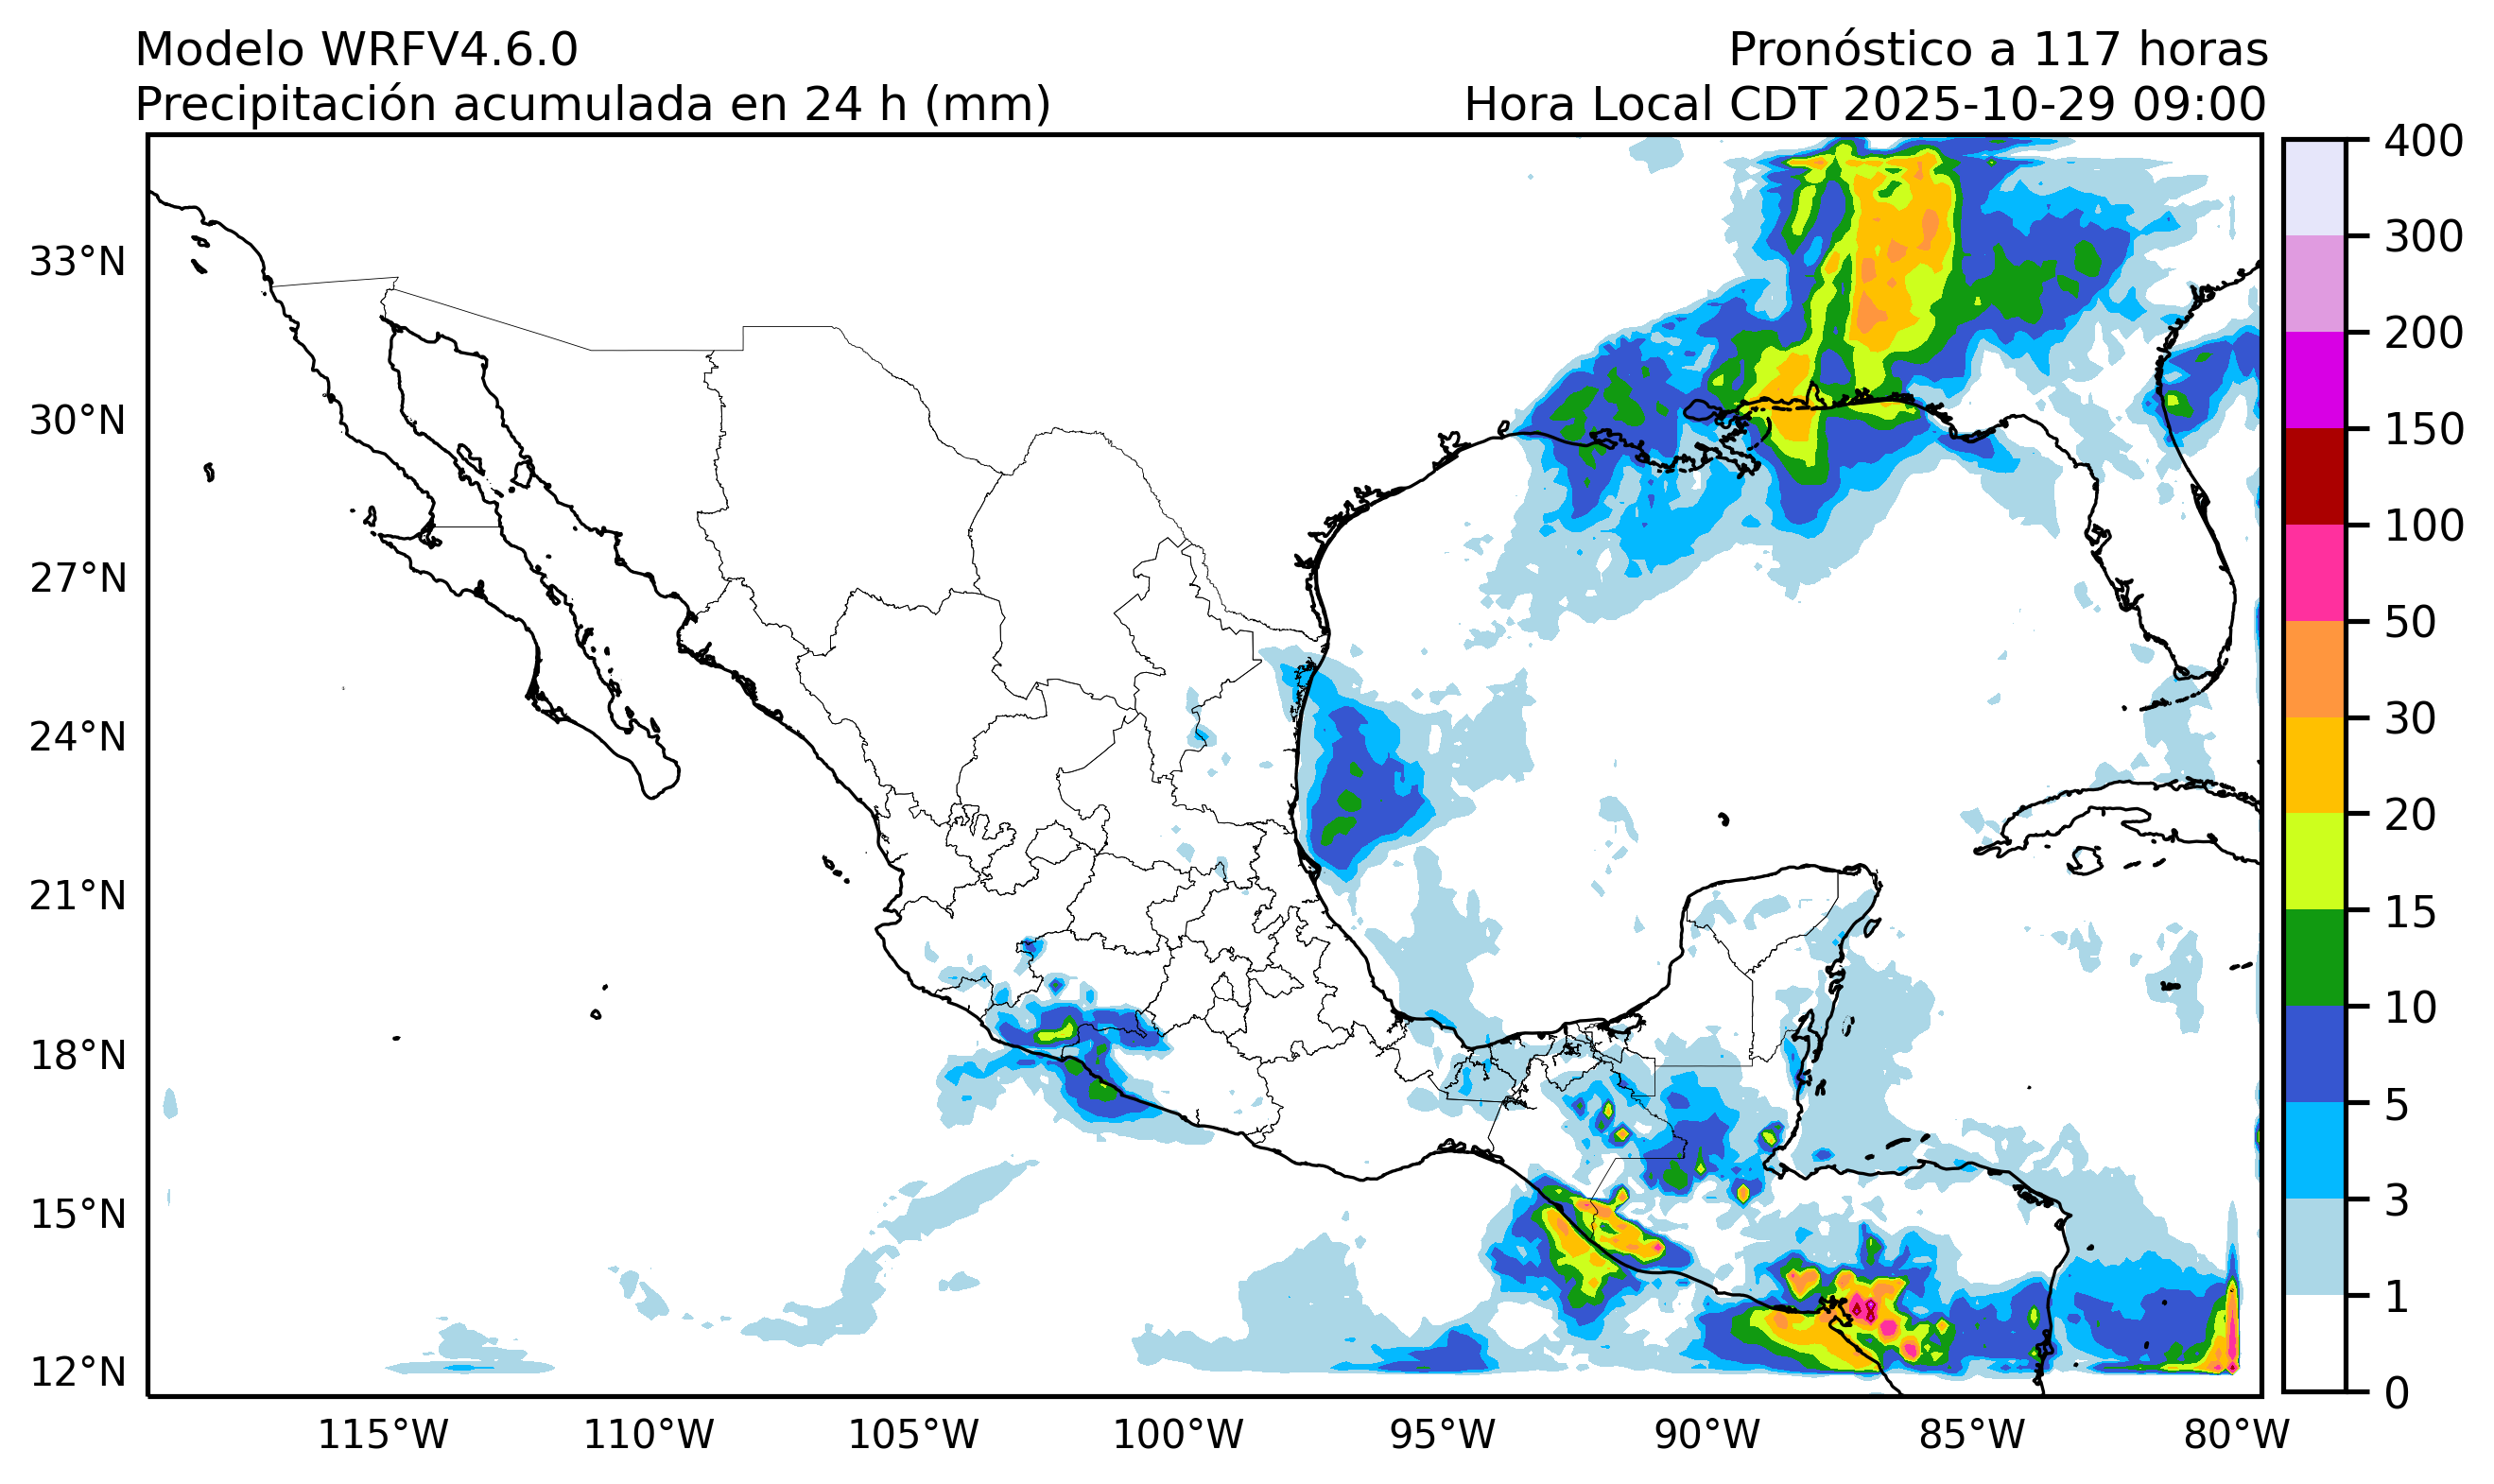 Modelo WRFV4.6.0
Pronóstico a 117 horas
Precipitación acumulada en 24 h (mm)
Hora Local CDT 2025-10-29 09:00
33°N
30°N
27°N
24°N
21°N
18°N
15°N
12°N
115°W
110°W
105°W
100°W
95°W
90°W
85°W
80°W
400
300
200
150
100
50
30
20
15
10
5
3
1
0